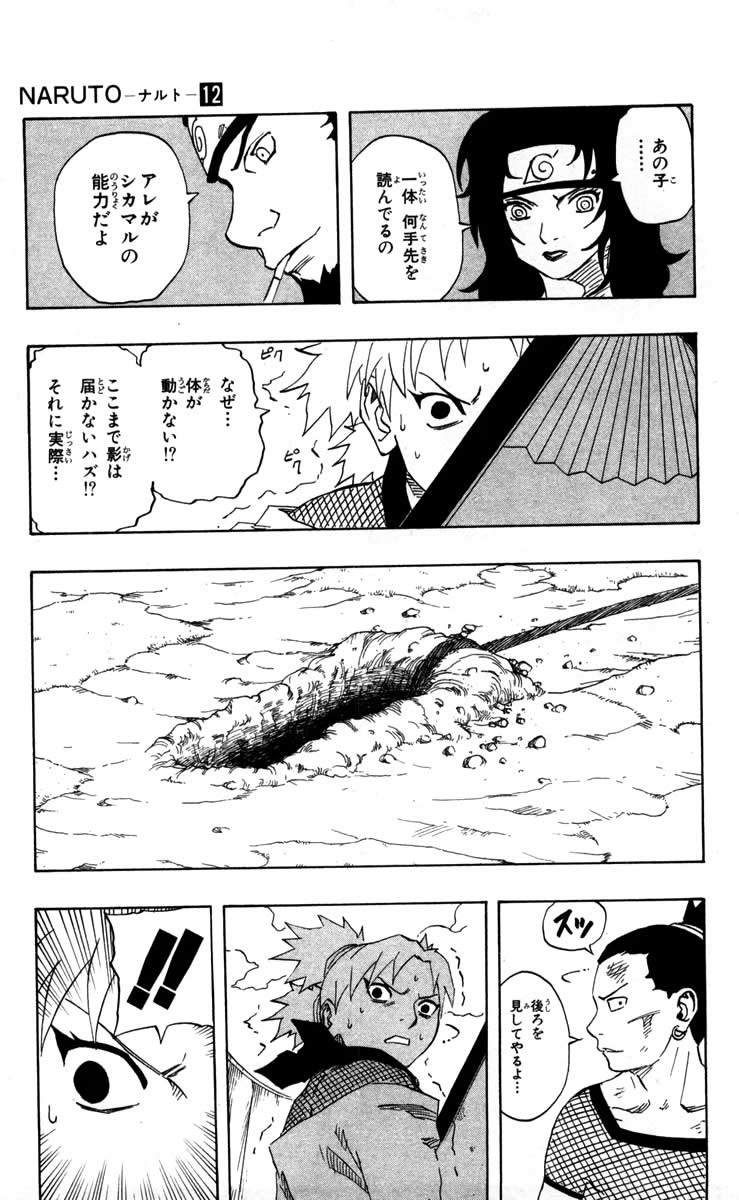 NARUTO―ナルト―12
あの子
……
一体 何手先を
読んでるの
アレが
シカマルの
能力だよ
ピク
ピク
なぜ…
体が
動かない!?
ここまで影は
届かないハズ!?
それに実際…
スッ
後ろを
見してやるよ…
!!